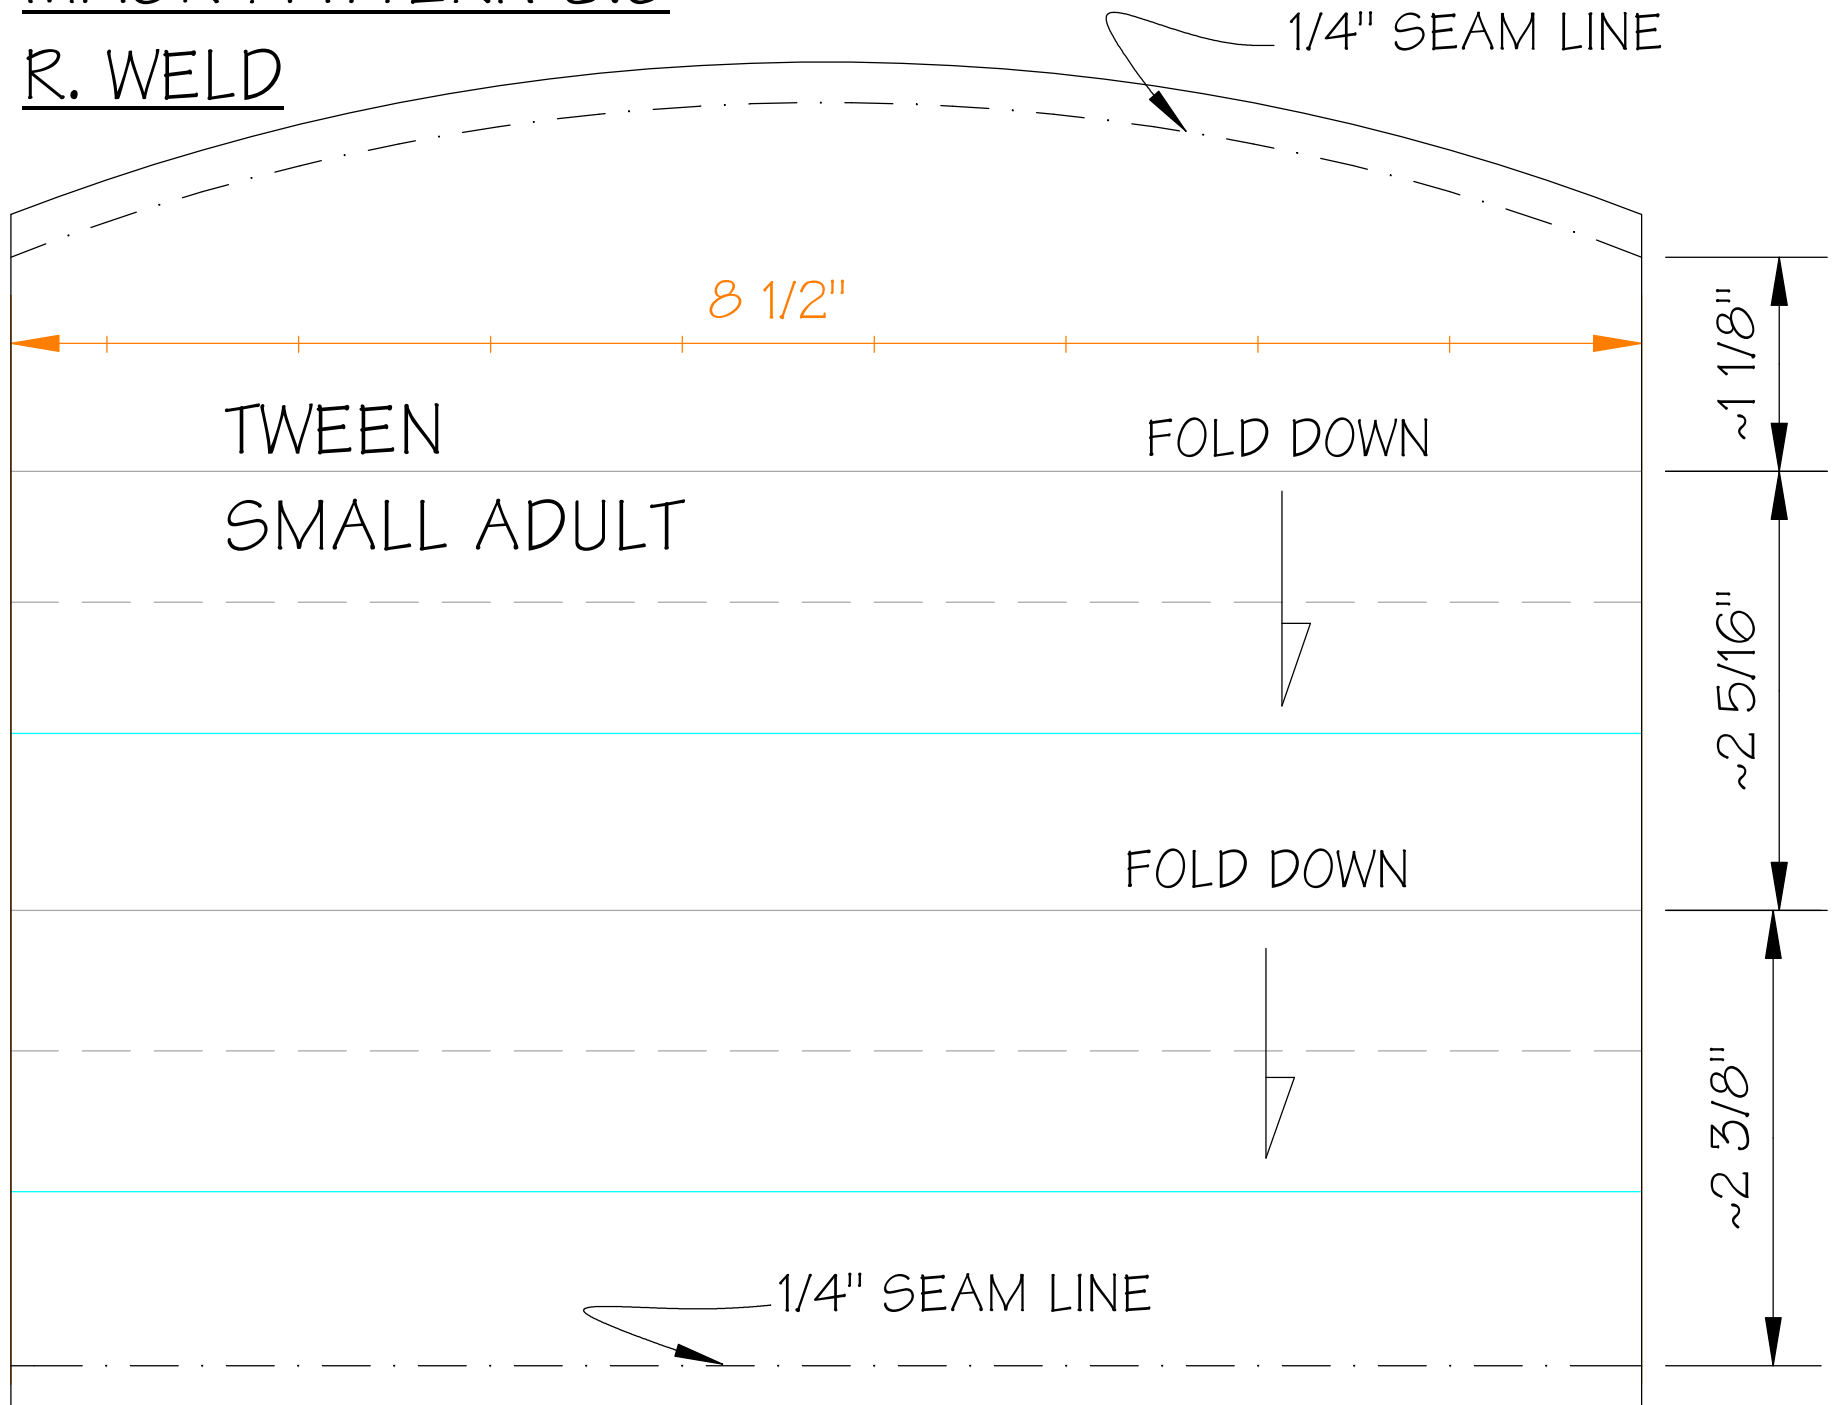 R. WELD
1/4" SEAM LINE
8 1/2"
~1 1/8"
TWEEN
FOLD DOWN
SMALL ADULT
~2 5/16"
FOLD DOWN
~2 3/8"
1/4" SEAM LINE